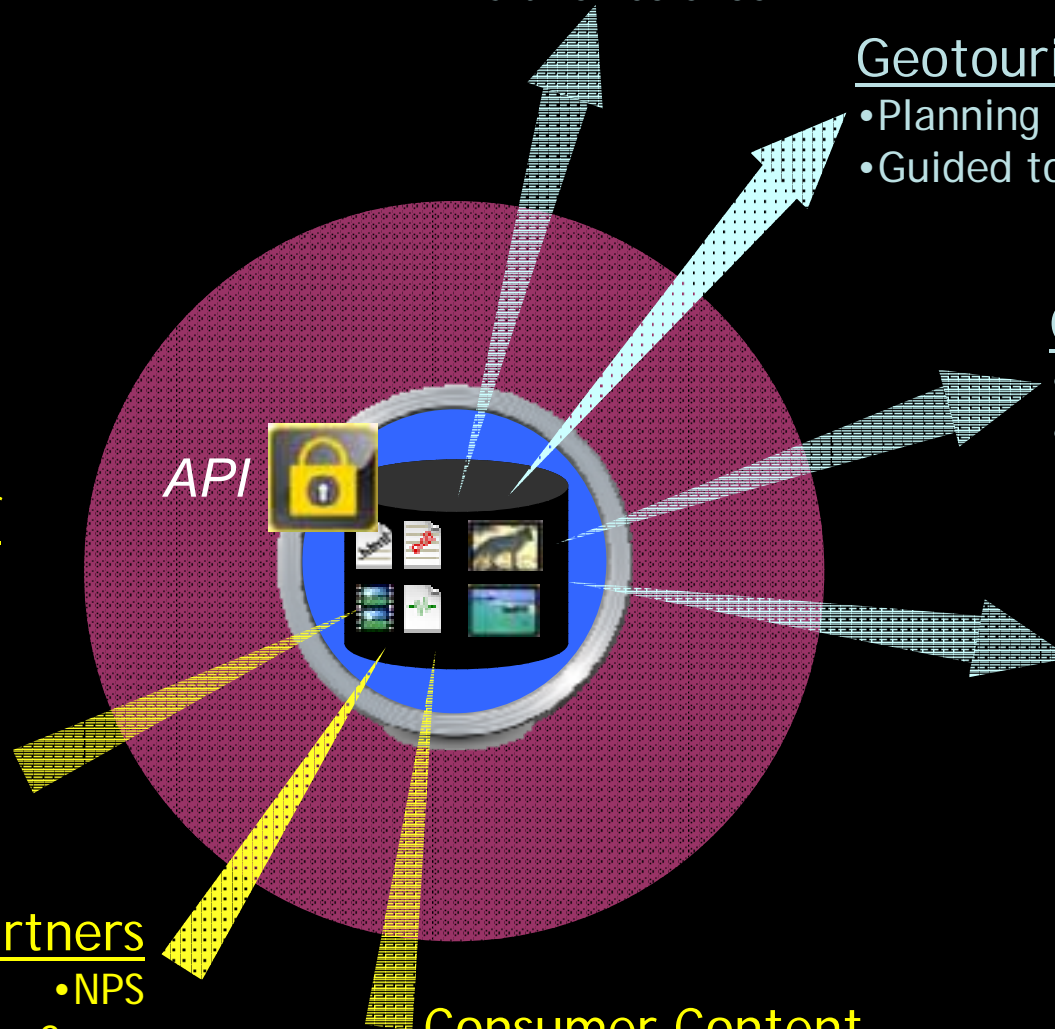 Geotouri
•Planning
•Guided to
API
rtners
•NPS
Consumer Content